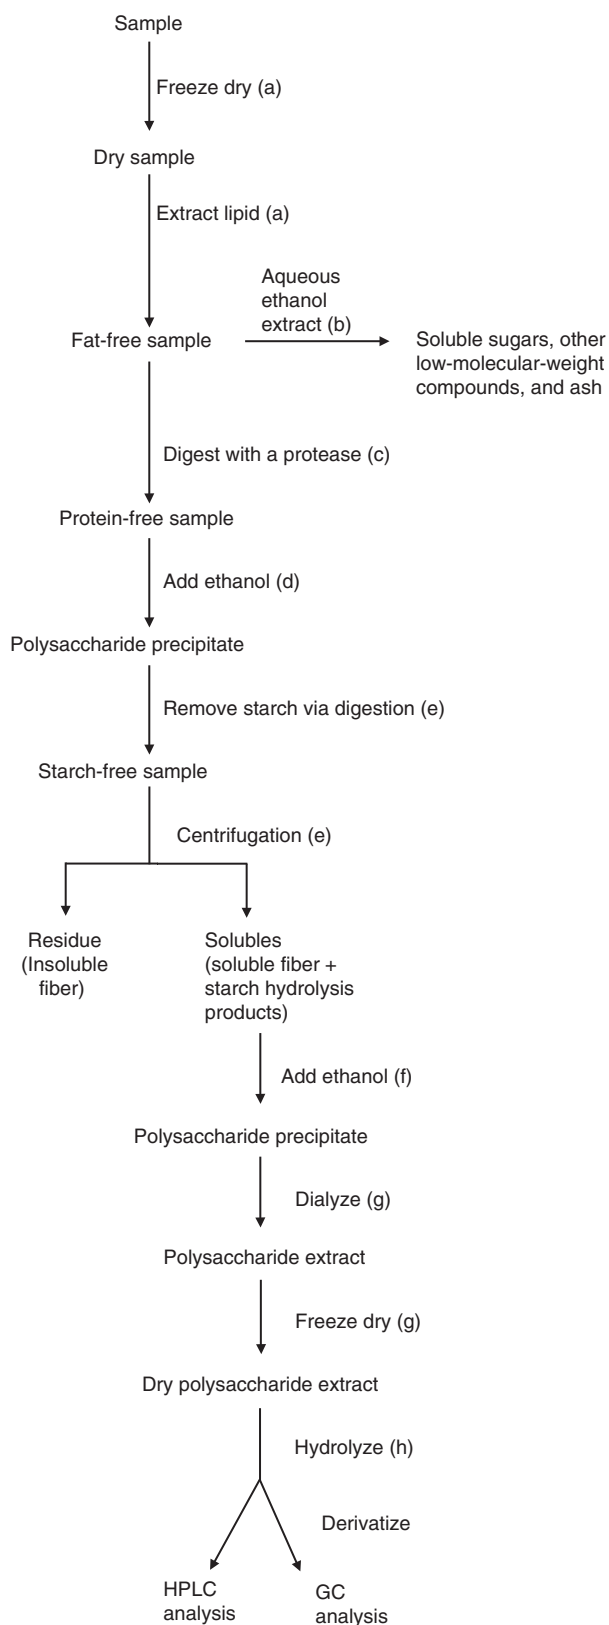 Sample
Freeze dry (a)
Dry sample
Extract lipid (a)
Aqueous
ethanol
extract (b)
Fat-free sample
Soluble sugars, other
low-molecular-weight
compounds, and ash
Digest with a protease (c)
Protein-free sample
Add ethanol (d)
Polysaccharide precipitate
Remove starch via digestion (e)
Starch-free sample
Centrifugation (e)
Residue
(Insoluble
fiber)
Solubles
(soluble fiber +
starch hydrolysis
products)
Add ethanol (f)
Polysaccharide precipitate
Dialyze (g)
Polysaccharide extract
Freeze dry (g)
Dry polysaccharide extract
Hydrolyze (h)
Derivatize
HPLC
analysis
GC
analysis